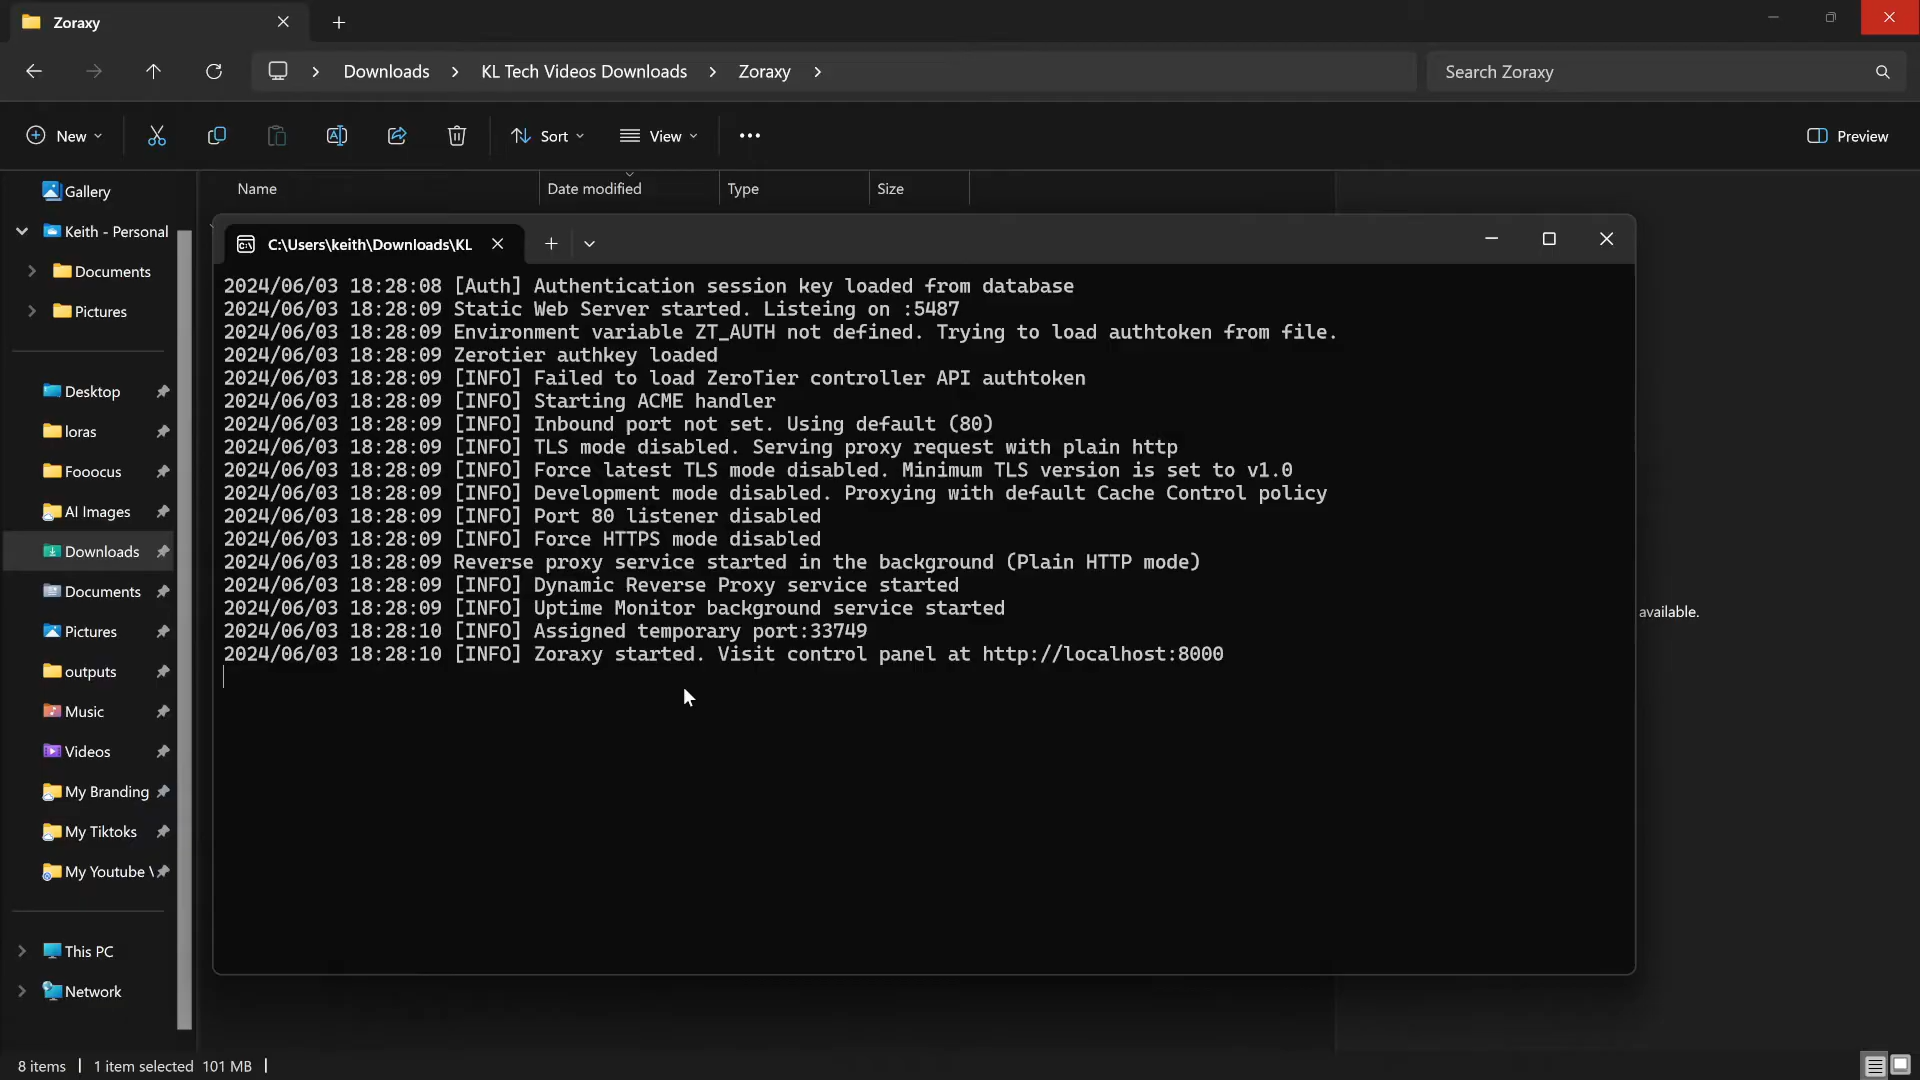 Zoraxy
Downloads
KL Tech Videos Downloads
Zoraxy
Search Zoraxy
New
Sort
View
Preview
Gallery
Keith - Personal
Documents
Pictures
Desktop
loras
Fooocus
AI Images
Downloads
Documents
Pictures
outputs
Music
Videos
My Branding
My Tiktoks
My Youtube \
This PC
Network
Name
Date modified
Type
Size
C:\Users\keith\Downloads\KL
2024/06/03 18:28:08 [Auth] Authentication session key loaded from database
2024/06/03 18:28:09 Static Web Server started. Listeing on :5487
2024/06/03 18:28:09 Environment variable ZT_AUTH not defined. Trying to load authtoken from file.
2024/06/03 18:28:09 Zerotier authkey loaded
2024/06/03 18:28:09 [INFO] Failed to load ZeroTier controller API authtoken
2024/06/03 18:28:09 [INFO] Starting ACME handler
2024/06/03 18:28:09 [INFO] Inbound port not set. Using default (80)
2024/06/03 18:28:09 [INFO] TLS mode disabled. Serving proxy request with plain http
2024/06/03 18:28:09 [INFO] Force latest TLS mode disabled. Minimum TLS version is set to v1.0
2024/06/03 18:28:09 [INFO] Development mode disabled. Proxying with default Cache Control policy
2024/06/03 18:28:09 [INFO] Port 80 listener disabled
2024/06/03 18:28:09 [INFO] Force HTTPS mode disabled
2024/06/03 18:28:09 Reverse proxy service started in the background (Plain HTTP mode)
2024/06/03 18:28:09 [INFO] Dynamic Reverse Proxy service started
2024/06/03 18:28:09 [INFO] Uptime Monitor background service started
2024/06/03 18:28:10 [INFO] Assigned temporary port:33749
2024/06/03 18:28:10 [INFO] Zoraxy started. Visit control panel at http://localhost:8000
available.
8 items
1 item selected 101 MB